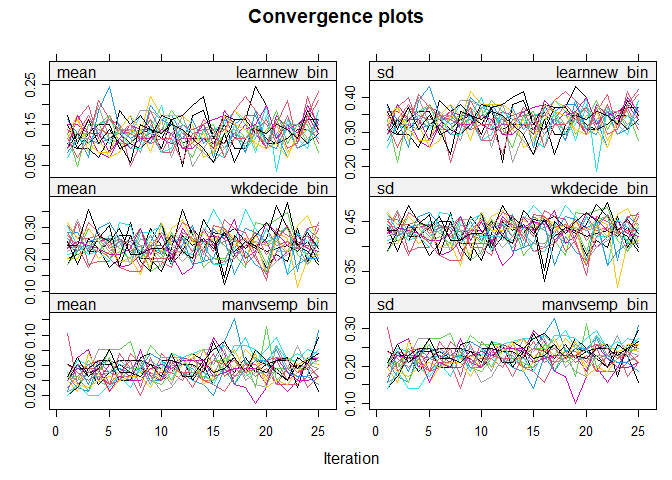 Convergence plots
mean learnnew_bin
sd learnnew_bin
0.05 0.15 0.25
0.20 0.30 0.40
mean wkdecide_bin
sd wkdecide_bin
0.10 0.20 0.30
0.35 0.45
mean manvsemp_bin
sd manvsemp_bin
0.02 0.06 0.10
0.10 0.20 0.30
0 5 10 15 20 25
0 5 10 15 20 25
Iteration